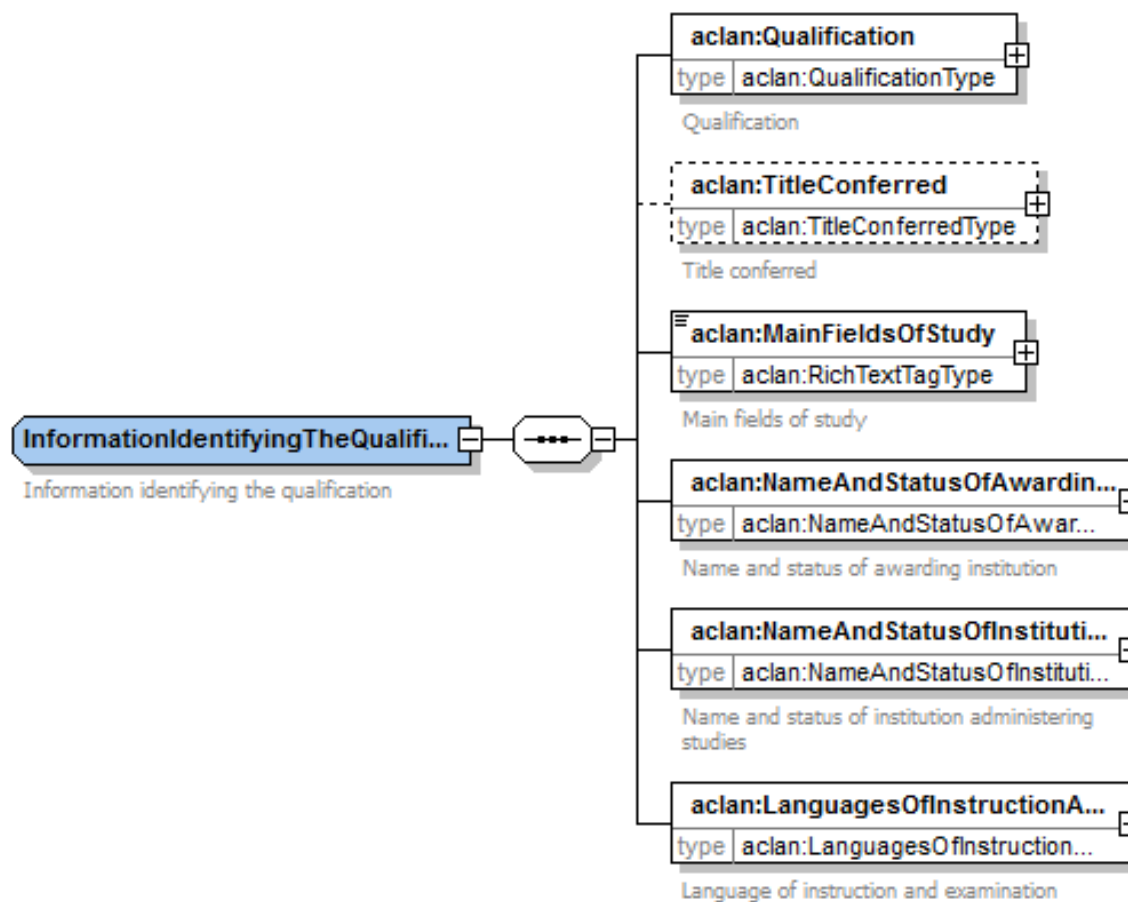 aclan:Qualification
type aclan:QualificationType
Qualification
aclan:TitleConferred
type aclan:TitleConferredType
Title conferred
aclan:MainFieldsOfStudy
type aclan:RichTextTagType
Main fields of study
InformationIdentifyingTheQualifi...
Information identifying the qualification
aclan:NameAndStatusOfAwardin...
type aclan:NameAndStatusOfAwar...
Name and status of awarding institution
aclan:NameAndStatusOfInstituti...
type aclan:NameAndStatusOfInstituti...
Name and status of institution administering
studies
aclan:LanguagesOfInstructionA...
type aclan:LanguagesOfInstruction...
Language of instruction and examination